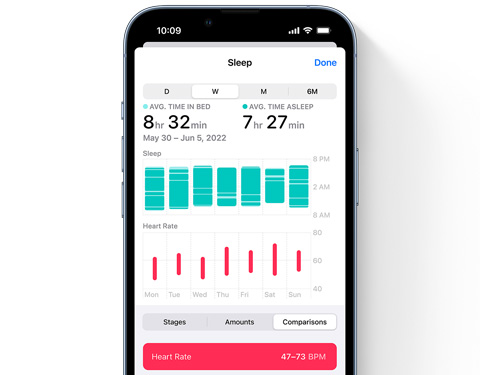 10:09
Sleep
Done
D W M 6M
AVG. TIME IN BED AVG. TIME ASLEEP
8hr 32min 7hr 27min
May 30 – Jun 5, 2022
Sleep
8 PM
2 AM
8 AM
Heart Rate
80
60
40
Mon Tue Wed Thu Fri Sat Sun
Stages Amounts Comparisons
Heart Rate 47–73 BPM